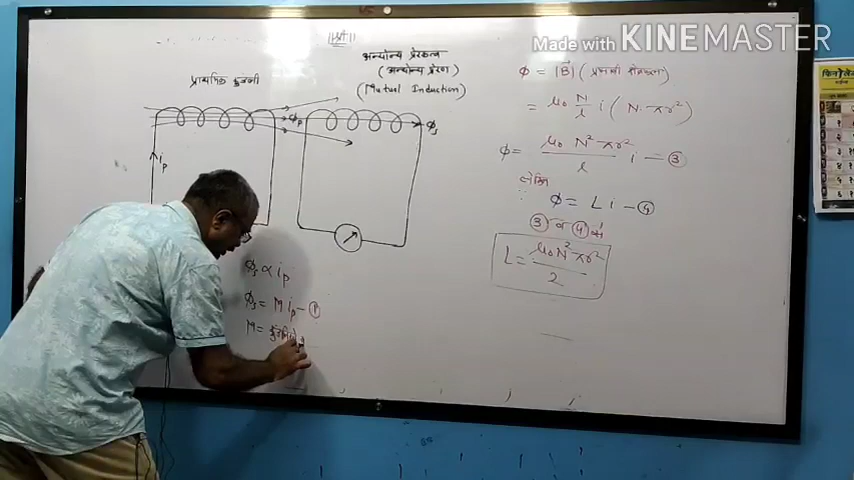 Made with KINEMASTER
॥श्री॥
अन्योन्य प्रेरकत्व
(अन्योन्य प्रेरण)
(Mutual Induction)
प्राथमिक कुंडली
ϕp
ϕs
ip
ϕs ∝ ip
ϕs = M ip – ①
M =
ϕ = |B| (प्रभावी क्षेत्रफल)
= μ₀ N/l i (N·πr²)
ϕ = μ₀ N² πr² / l i – ③
ϕ = L i – ④
③ व ④ से
L = μ₀N²πr² / 2